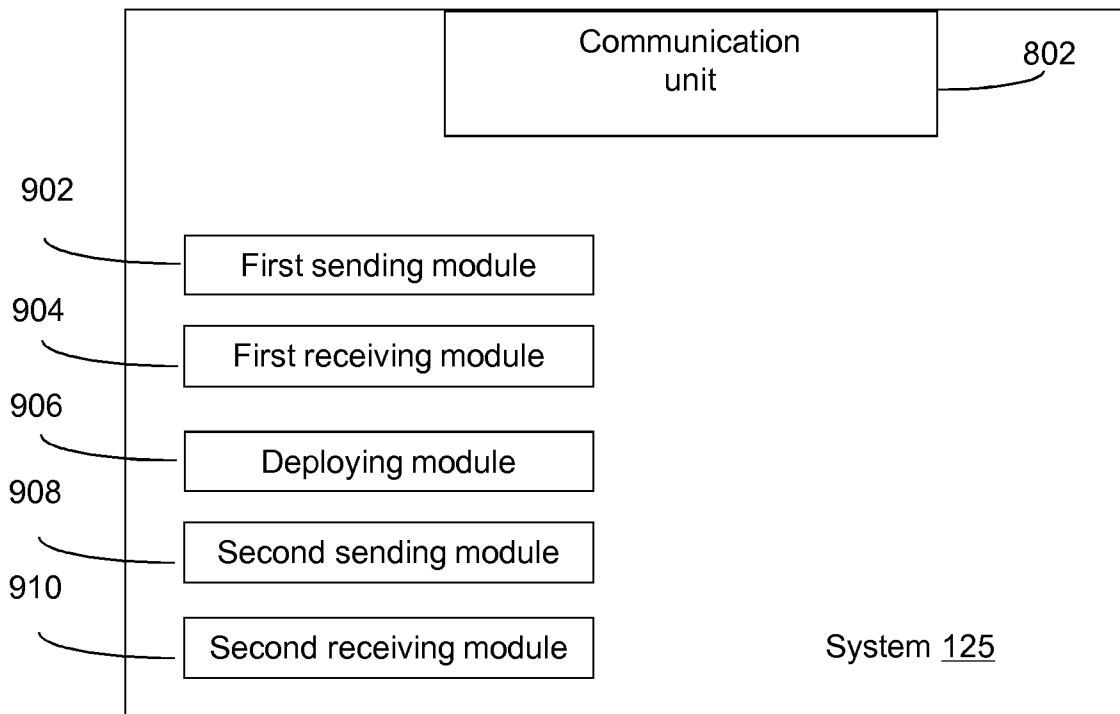 Communication
unit
802
902
First sending module
904
First receiving module
906
Deploying module
908
Second sending module
910
Second receiving module
System 125